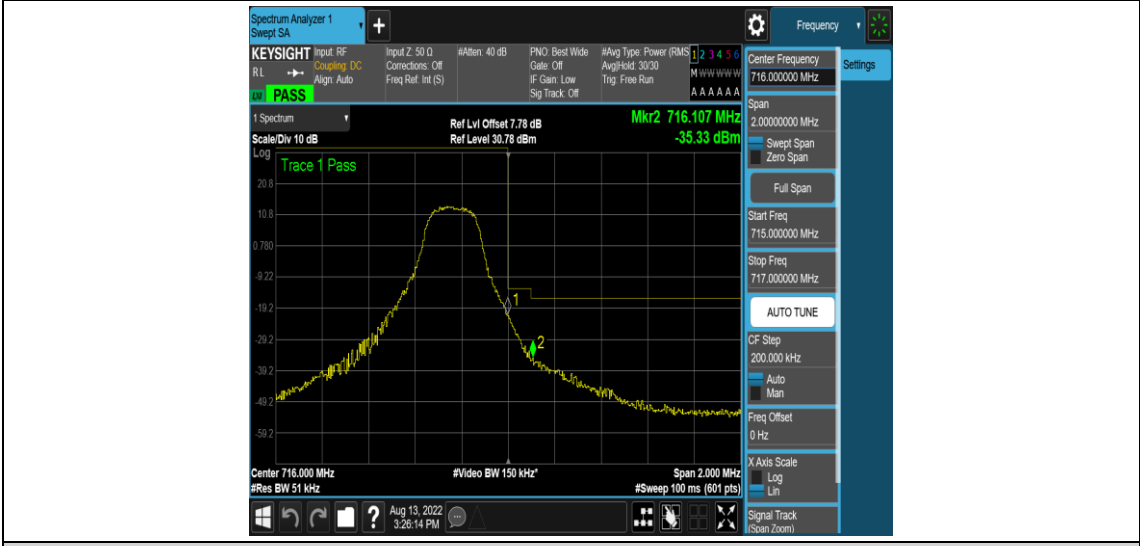 Spectrum Analyzer 1
Swept SA
+
Frequency
KEYSIGHT
Input: RF
Coupling: DC
Align: Auto
RL
PASS
Input Z: 50 Ω
Corrections: Off
Freq Ref: Int (S)
#Atten: 40 dB
PNO: Best Wide
Gate: Off
IF Gain: Low
Sig Track: Off
#Avg Type: Power (RMS
Avg|Hold: 30/30
Trig: Free Run
1 2 3 4 5 6
M W W W W W
A A A A A A
Center Frequency
716.000000 MHz
Settings
Span
2.00000000 MHz
Swept Span
Zero Span
Full Span
Start Freq
715.000000 MHz
Stop Freq
717.000000 MHz
AUTO TUNE
CF Step
200.000 kHz
Auto
Man
Freq Offset
0 Hz
X Axis Scale
Log
Lin
Signal Track
(Span Zoom)
1 Spectrum
Scale/Div 10 dB
Log
Ref Lvl Offset 7.78 dB
Ref Level 30.78 dBm
Mkr2 716.107 MHz
-35.33 dBm
Trace 1 Pass
20.8
10.8
0.780
-9.22
-19.2
-29.2
-39.2
-49.2
-59.2
1
2
Center 716.000 MHz
#Video BW 150 kHz*
Span 2.000 MHz
#Res BW 51 kHz
#Sweep 100 ms (601 pts)
?
Aug 13, 2022
3:26:14 PM